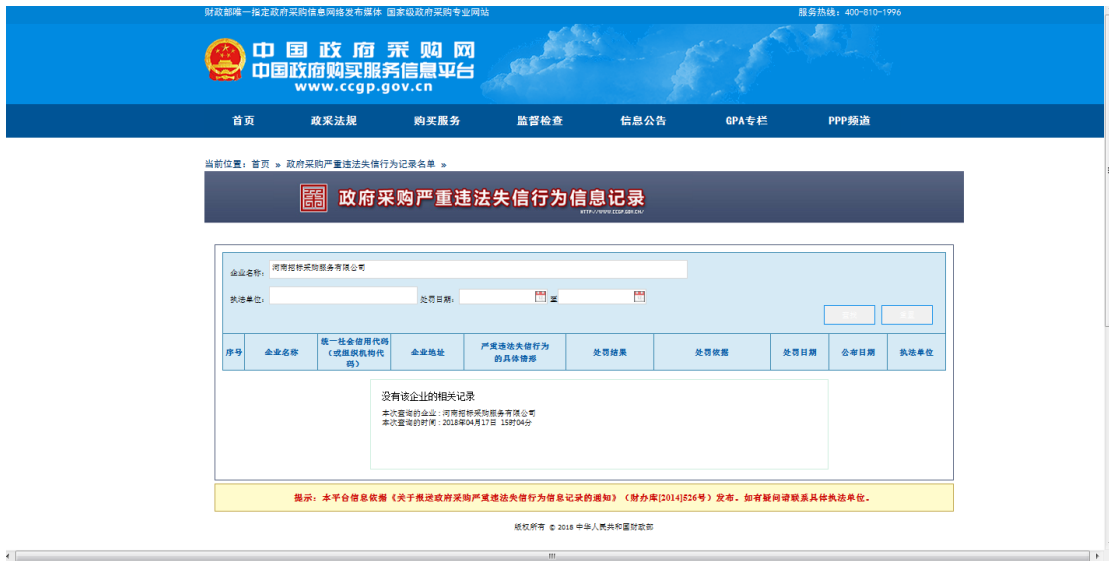 财政部唯一指定政府采购信息网络发布媒体 国家级政府采购专业网站 服务热线：400-810-1996
中国政府采购网
中国政府购买服务信息平台
www.ccgp.gov.cn
首页 政采法规 购买服务 监督检查 信息公告 GPA专栏 PPP频道
当前位置：首页 » 政府采购严重违法失信行为记录名单 »
政府采购严重违法失信行为信息记录
HTTP://WWW.CCGP.GOV.CN/
企业名称： 河南招标采购服务有限公司
执法单位： 处罚日期： 至
序号 企业名称 统一社会信用代码（或组织机构代码） 企业地址 严重违法失信行为的具体情形 处罚结果 处罚依据 处罚日期 公布日期 执法单位
没有该企业的相关记录
本次查询的企业：河南招标采购服务有限公司
本次查询的时间：2018年04月17日 15时04分
提示：本平台信息依据《关于报送政府采购严重违法失信行为信息记录的通知》（财办库[2014]526号）发布。如有疑问请联系具体执法单位。
版权所有 © 2018 中华人民共和国财政部